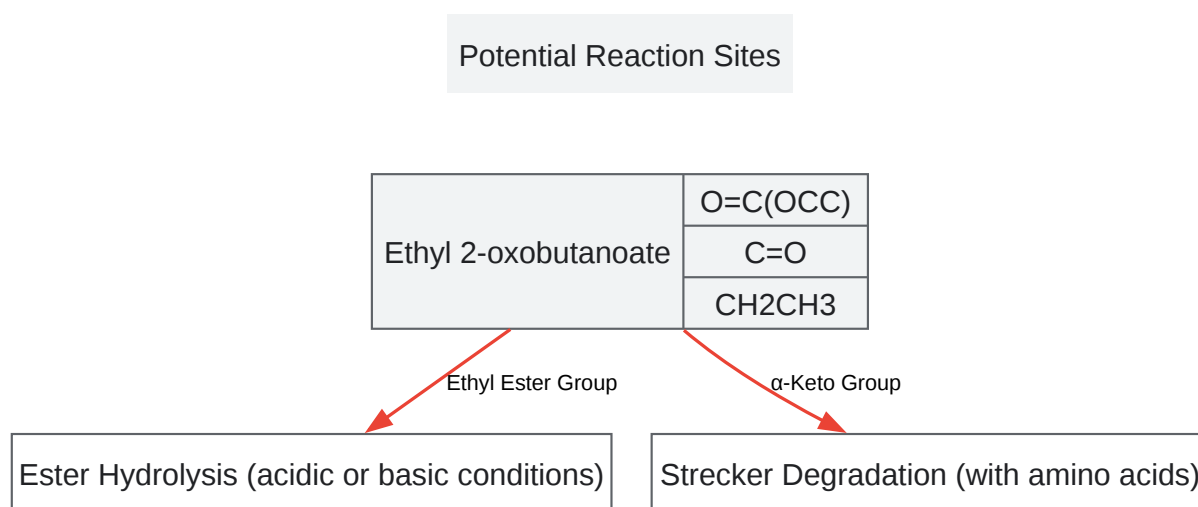 Potential Reaction Sites
Ethyl 2-oxobutanoate
O=C(OCC)
C=O
CH2CH3
Ethyl Ester Group
α-Keto Group
Ester Hydrolysis (acidic or basic conditions)
Strecker Degradation (with amino acids)